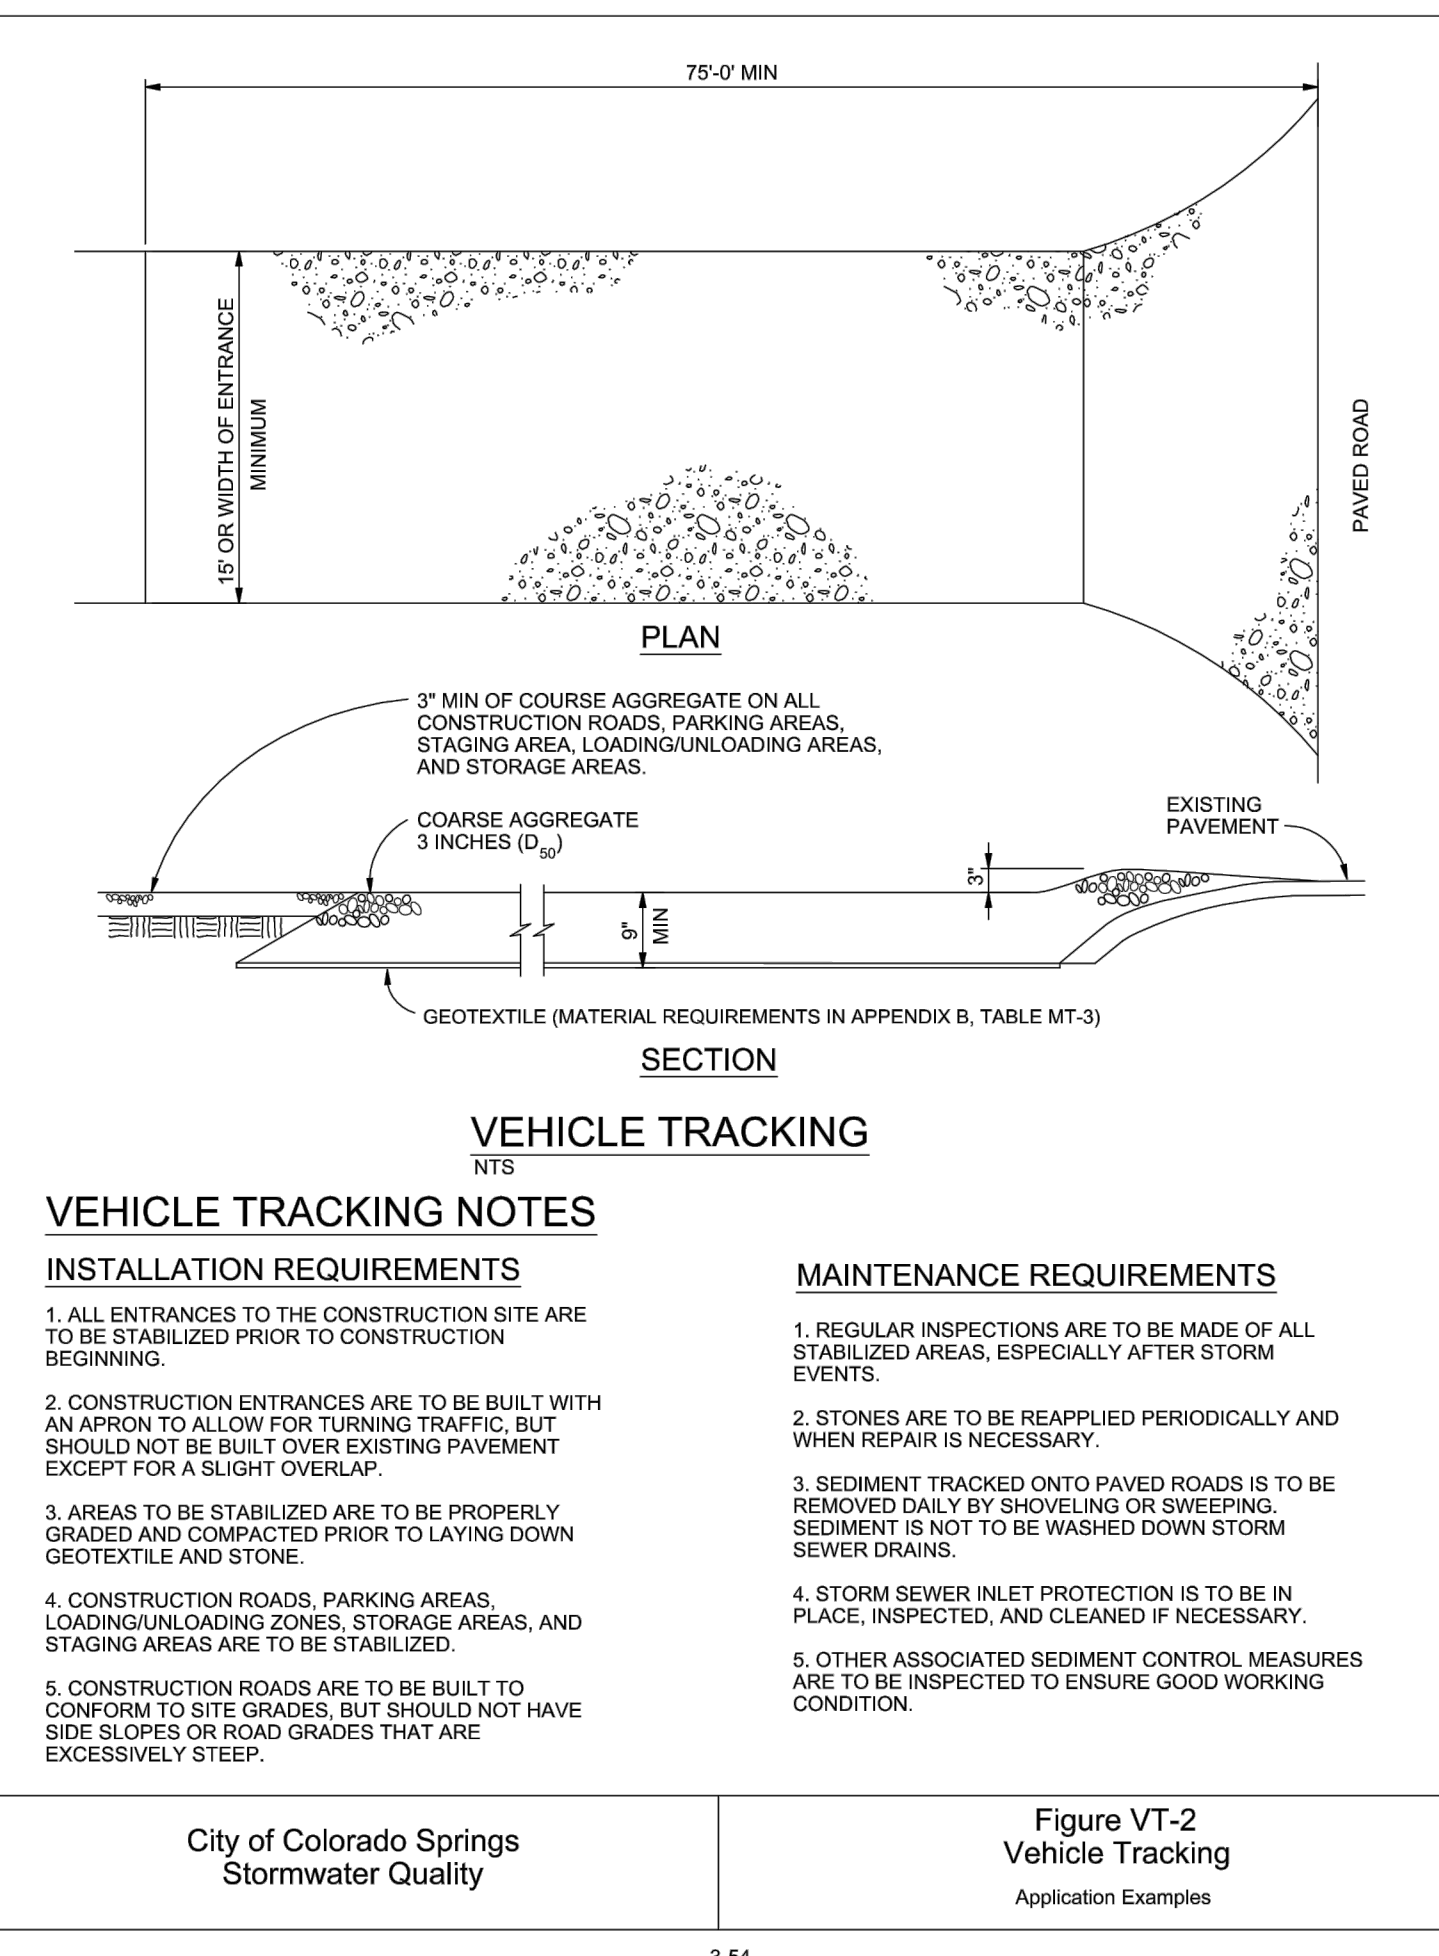 75'-0' MIN
15' OR WIDTH OF ENTRANCE
MINIMUM
PAVED ROAD
PLAN
3" MIN OF COURSE AGGREGATE ON ALL
CONSTRUCTION ROADS, PARKING AREAS,
STAGING AREA, LOADING/UNLOADING AREAS,
AND STORAGE AREAS.
COARSE AGGREGATE
3 INCHES (D50)
EXISTING
PAVEMENT
3"
9"
MIN
GEOTEXTILE (MATERIAL REQUIREMENTS IN APPENDIX B, TABLE MT-3)
SECTION
VEHICLE TRACKING
NTS
VEHICLE TRACKING NOTES
INSTALLATION REQUIREMENTS
1. ALL ENTRANCES TO THE CONSTRUCTION SITE ARE
TO BE STABILIZED PRIOR TO CONSTRUCTION
BEGINNING.
2. CONSTRUCTION ENTRANCES ARE TO BE BUILT WITH
AN APRON TO ALLOW FOR TURNING TRAFFIC, BUT
SHOULD NOT BE BUILT OVER EXISTING PAVEMENT
EXCEPT FOR A SLIGHT OVERLAP.
3. AREAS TO BE STABILIZED ARE TO BE PROPERLY
GRADED AND COMPACTED PRIOR TO LAYING DOWN
GEOTEXTILE AND STONE.
4. CONSTRUCTION ROADS, PARKING AREAS,
LOADING/UNLOADING ZONES, STORAGE AREAS, AND
STAGING AREAS ARE TO BE STABILIZED.
5. CONSTRUCTION ROADS ARE TO BE BUILT TO
CONFORM TO SITE GRADES, BUT SHOULD NOT HAVE
SIDE SLOPES OR ROAD GRADES THAT ARE
EXCESSIVELY STEEP.
MAINTENANCE REQUIREMENTS
1. REGULAR INSPECTIONS ARE TO BE MADE OF ALL
STABILIZED AREAS, ESPECIALLY AFTER STORM
EVENTS.
2. STONES ARE TO BE REAPPLIED PERIODICALLY AND
WHEN REPAIR IS NECESSARY.
3. SEDIMENT TRACKED ONTO PAVED ROADS IS TO BE
REMOVED DAILY BY SHOVELING OR SWEEPING.
SEDIMENT IS NOT TO BE WASHED DOWN STORM
SEWER DRAINS.
4. STORM SEWER INLET PROTECTION IS TO BE IN
PLACE, INSPECTED, AND CLEANED IF NECESSARY.
5. OTHER ASSOCIATED SEDIMENT CONTROL MEASURES
ARE TO BE INSPECTED TO ENSURE GOOD WORKING
CONDITION.
City of Colorado Springs
Stormwater Quality
Figure VT-2
Vehicle Tracking
Application Examples
3-54